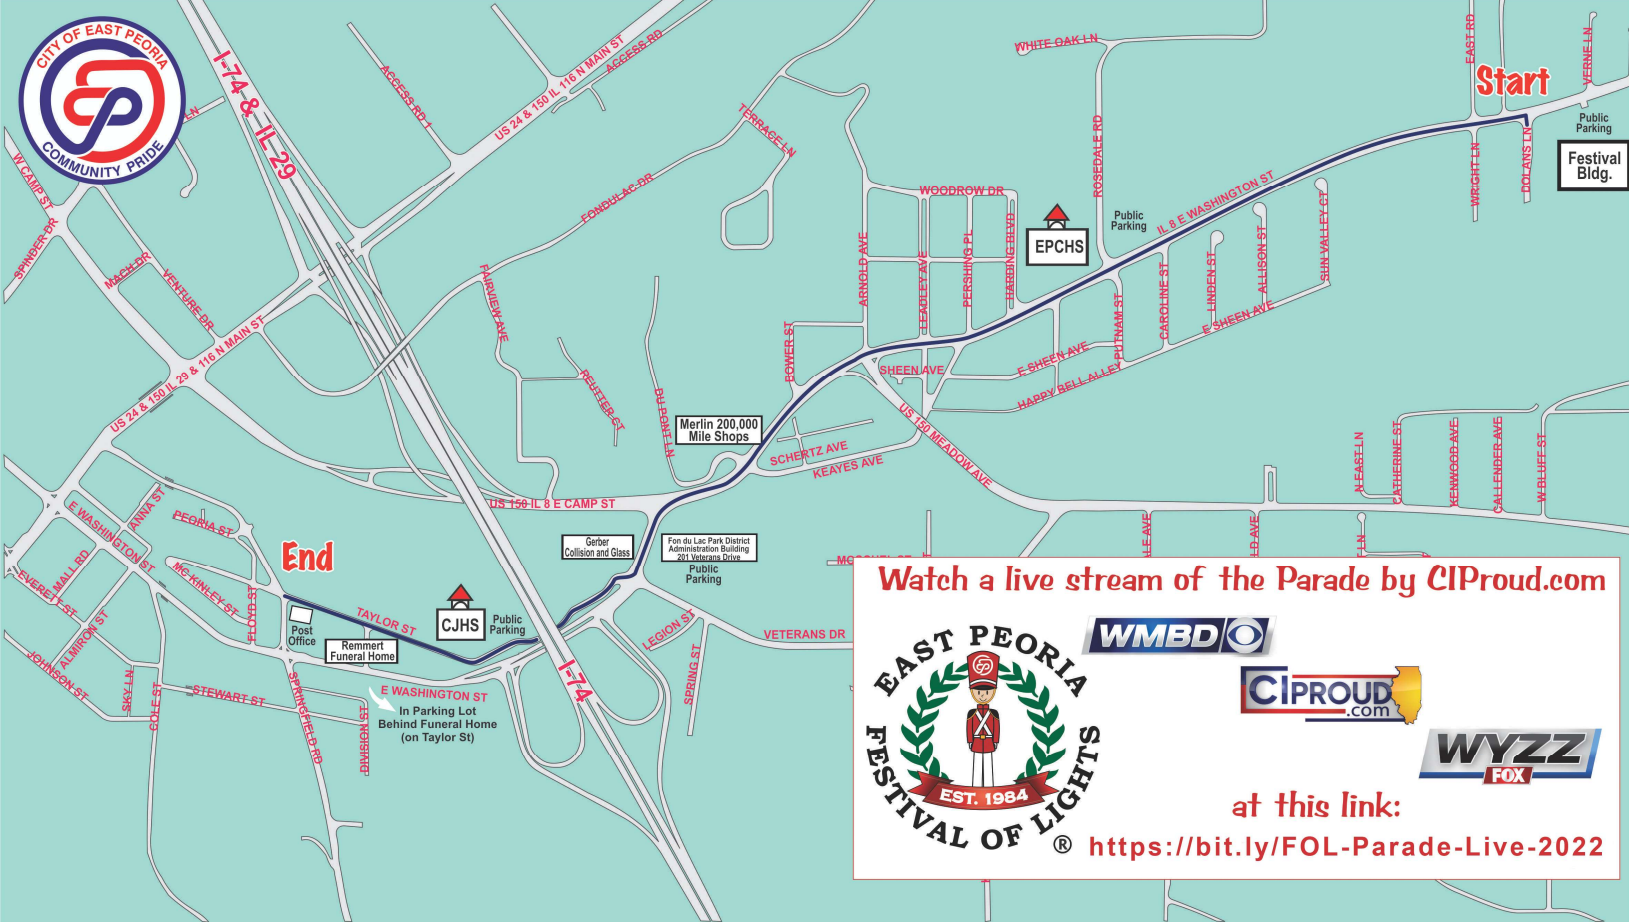 CITY OF EAST PEORIA
COMMUNITY PRIDE
EP
I-74 & IL 29
ACCESS RD 1
US 24 & 150 IL 116 N MAIN ST
ACCESS RD
LN
W CAMP ST
SPINDER DR
MACH DR
VENTURE DR
TERRACE LN
FONDULAC DR
FAIRVIEW AVE
WHITE OAK LN
ROSEDALE RD
EAST RD
VERNE LN
Start
Public
Parking
Festival
Bldg.
WRIGHT LN
DOLANS LN
WOODROW DR
EPCHS
Public
Parking
IL 8 E WASHINGTON ST
SUN VALLEY CT
ALLISON ST
LINDEN ST
CAROLINE ST
PUTNAM ST
E SHEEN AVE
ARNOLD AVE
LEADLEY AVE
PERSHING PL
HARDING BLVD
BOWER ST
SHEEN AVE
E SHEEN AVE
HAPPY BELL ALLEY
US 24 & 150 IL 29 & 116 N MAIN ST
REUTTER CT
DU PONT LN
Merlin 200,000
Mile Shops
SCHERTZ AVE
KEAYES AVE
US 150 MEADOW AVE
N EAST LN
CATHERINE ST
KENWOOD AVE
CALLENDER AVE
W BLUFF ST
US 150 IL 8 E CAMP ST
E WASHINGTON ST
ANNA ST
PEORIA ST
End
Gerber
Collision and Glass
Fon du Lac Park District
Administration Building
201 Veterans Drive
Public
Parking
EVERETT ST
MALL RD
MC KINLEY ST
FLOYD ST
ALMIRON ST
JOHNSON ST
SKY LN
COLE ST
STEWART ST
SPRINGFIELD RD
DIVISION ST
Post
Office
TAYLOR ST
Remmert
Funeral Home
CJHS
Public
Parking
E WASHINGTON ST
In Parking Lot
Behind Funeral Home
(on Taylor St)
I-74
LEGION ST
SPRING ST
VETERANS DR
LE AVE
LD AVE
LN
Watch a live stream of the Parade by CIProud.com
EAST PEORIA
FESTIVAL OF LIGHTS
EP
EST. 1984
®
WMBD
CIPROUD
.com
WYZZ
FOX
at this link:
https://bit.ly/FOL-Parade-Live-2022